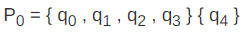 P₀ = { q₀ , q₁ , q₂ , q₃ } { q₄ }